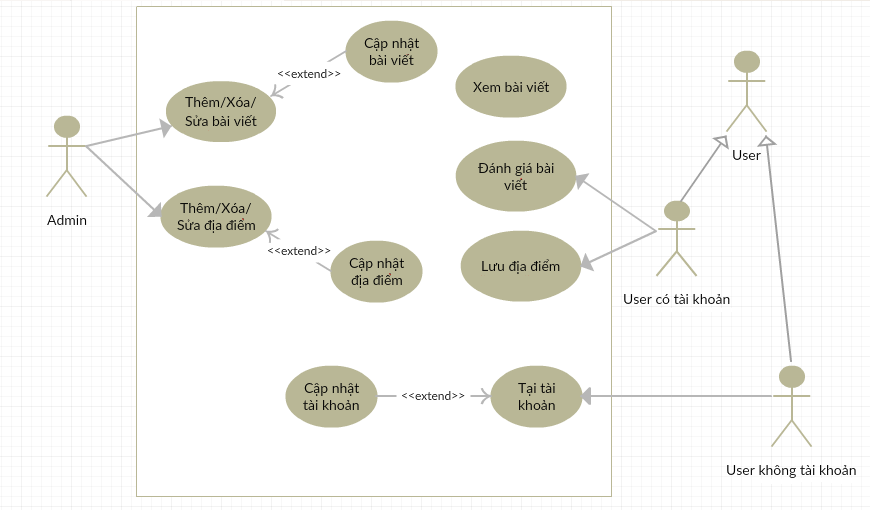 Cập nhật
bài viết
<<extend>>
Xem bài viết
Thêm/Xóa/
Sửa bài viết
User
Đánh giá bài
viết
Admin
Thêm/Xóa/
Sửa địa điểm
<<extend>>
Cập nhật
địa điểm
Lưu địa điểm
User có tài khoản
Cập nhật
tài khoản
<<extend>>
Tại tài
khoản
User không tài khoản